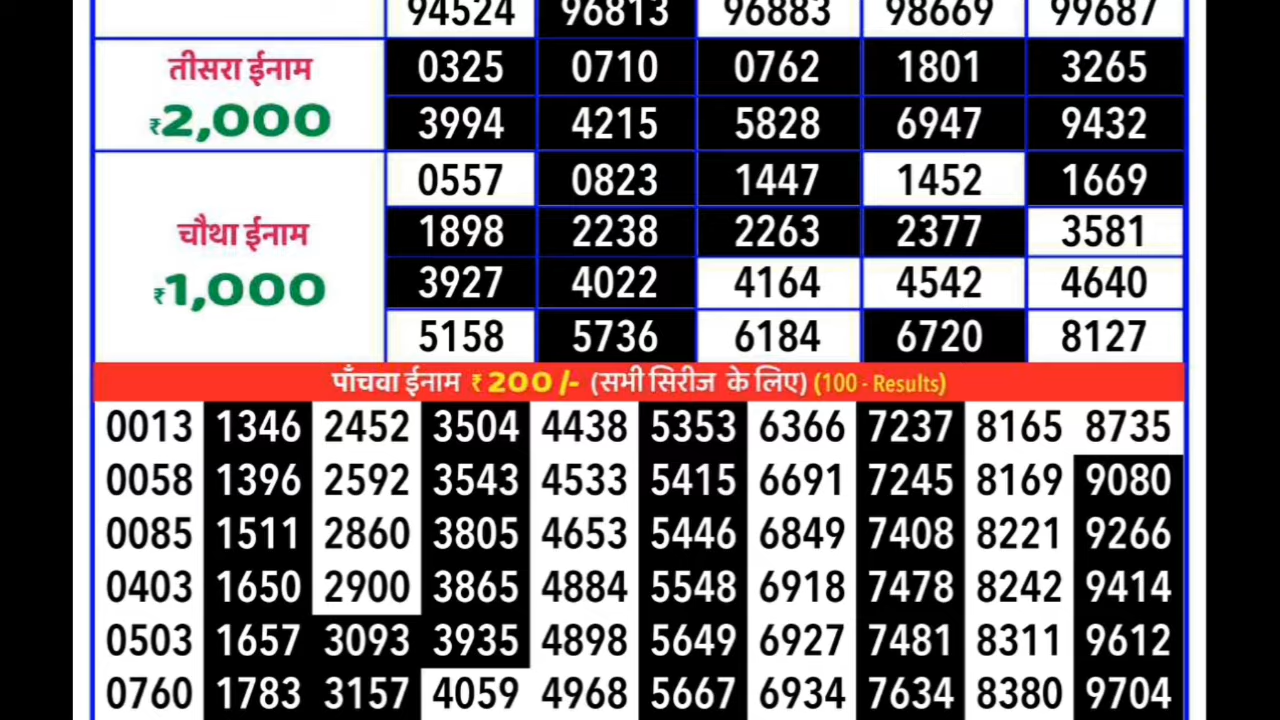 94524 96813 96883 98669 99687
तीसरा ईनाम 0325 0710 0762 1801 3265
₹2,000 3994 4215 5828 6947 9432
0557 0823 1447 1452 1669
चौथा ईनाम 1898 2238 2263 2377 3581
₹1,000 3927 4022 4164 4542 4640
5158 5736 6184 6720 8127
पाँचवा ईनाम ₹200/- (सभी सिरीज के लिए) (100 - Results)
0013 1346 2452 3504 4438 5353 6366 7237 8165 8735
0058 1396 2592 3543 4533 5415 6691 7245 8169 9080
0085 1511 2860 3805 4653 5446 6849 7408 8221 9266
0403 1650 2900 3865 4884 5548 6918 7478 8242 9414
0503 1657 3093 3935 4898 5649 6927 7481 8311 9612
0760 1783 3157 4059 4968 5667 6934 7634 8380 9704